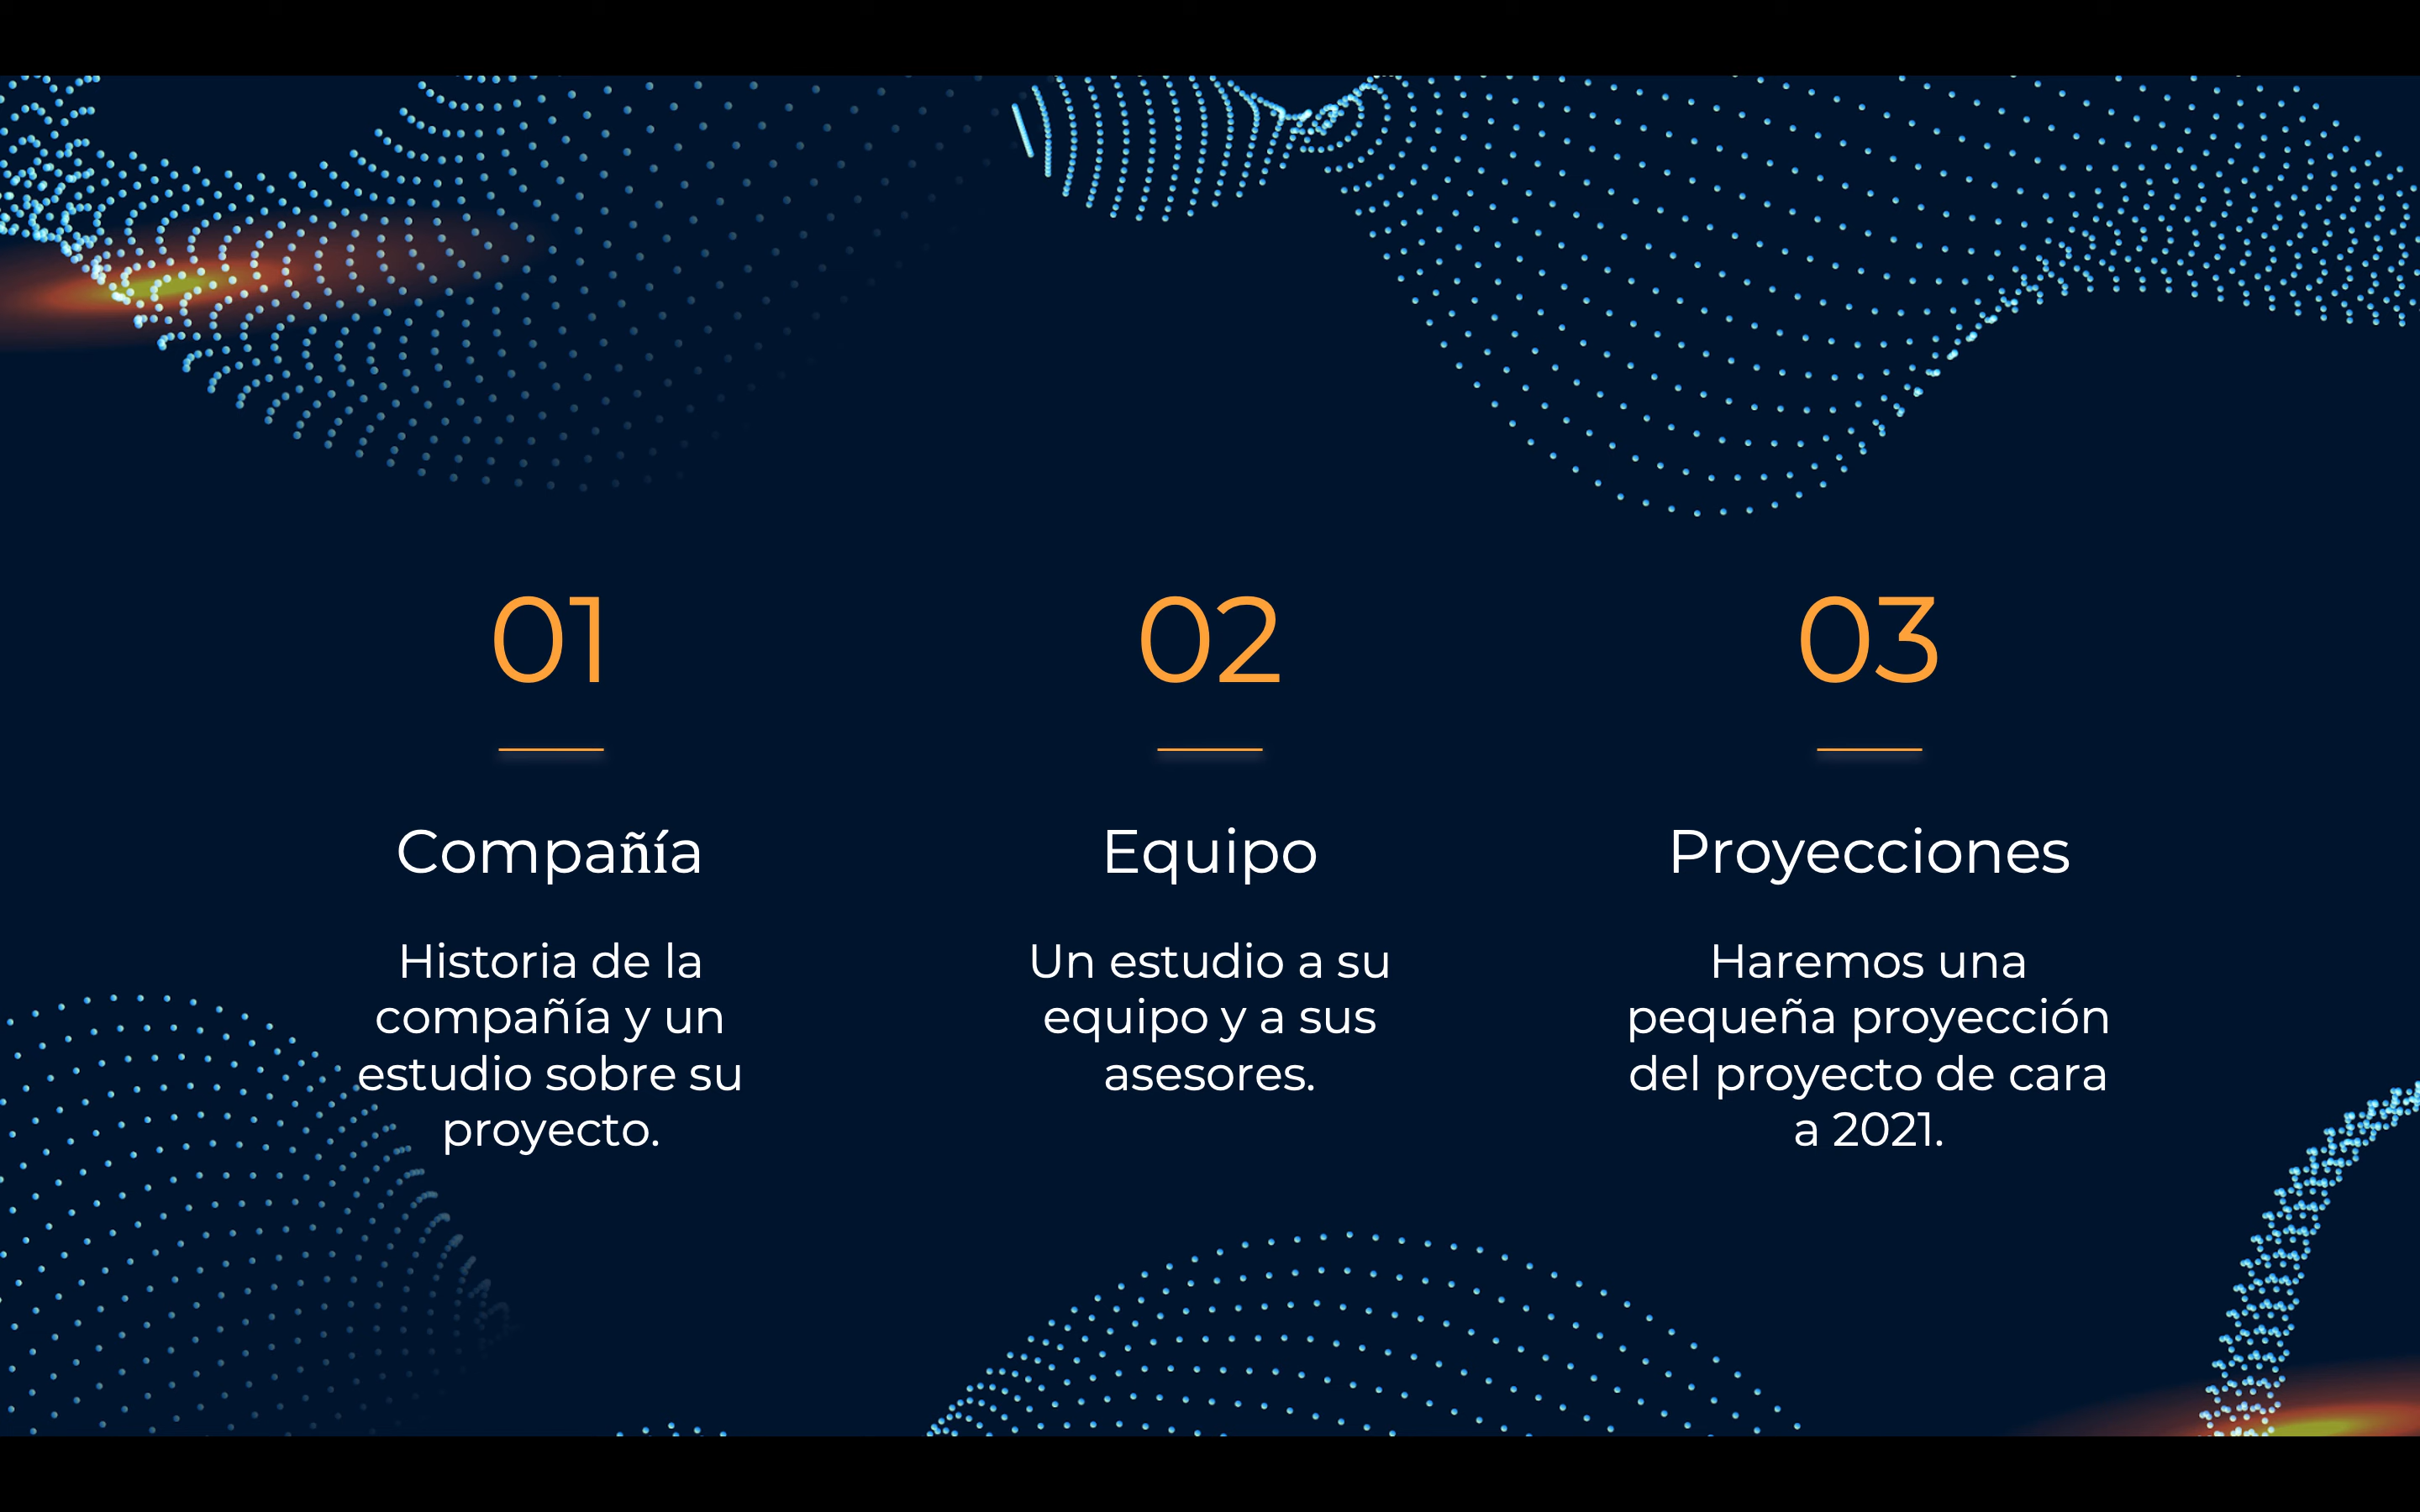 01
Compañía
Historia de la
compañía y un
estudio sobre su
proyecto.
02
Equipo
Un estudio a su
equipo y a sus
asesores.
03
Proyecciones
Haremos una
pequeña proyección
del proyecto de cara
a 2021.